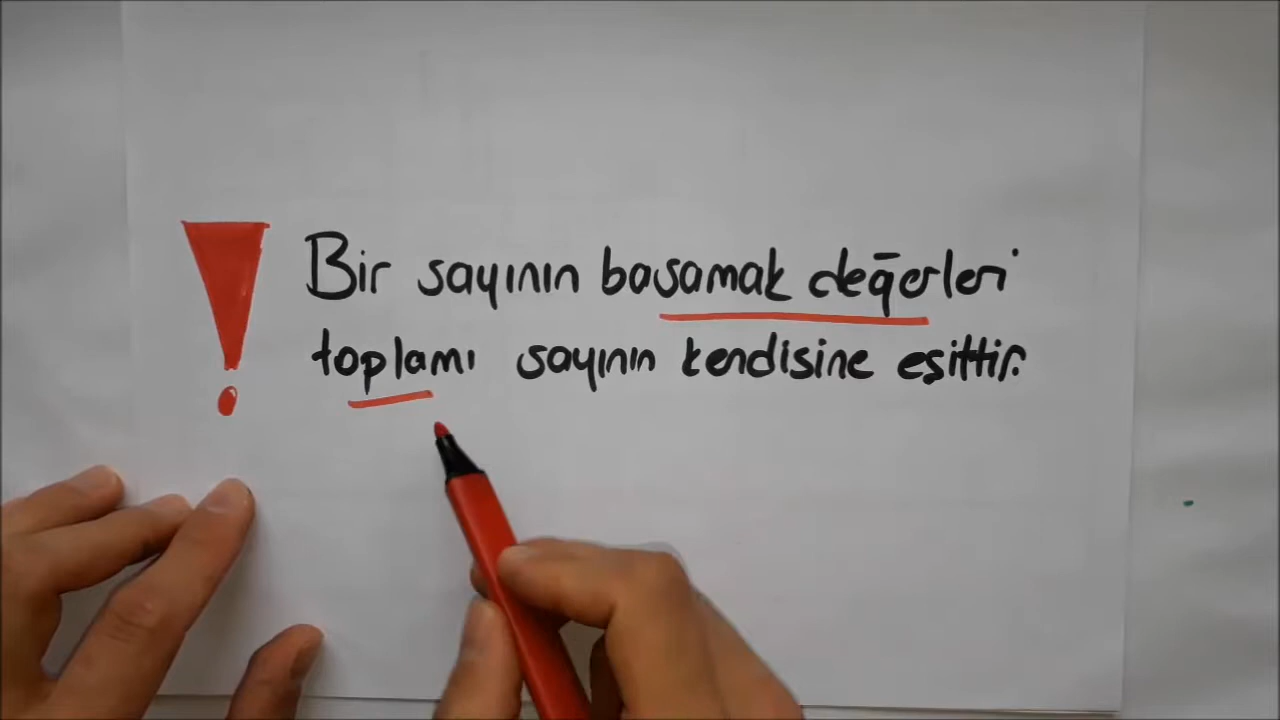 Bir sayının basamak değerleri
toplamı sayının kendisine eşittir.